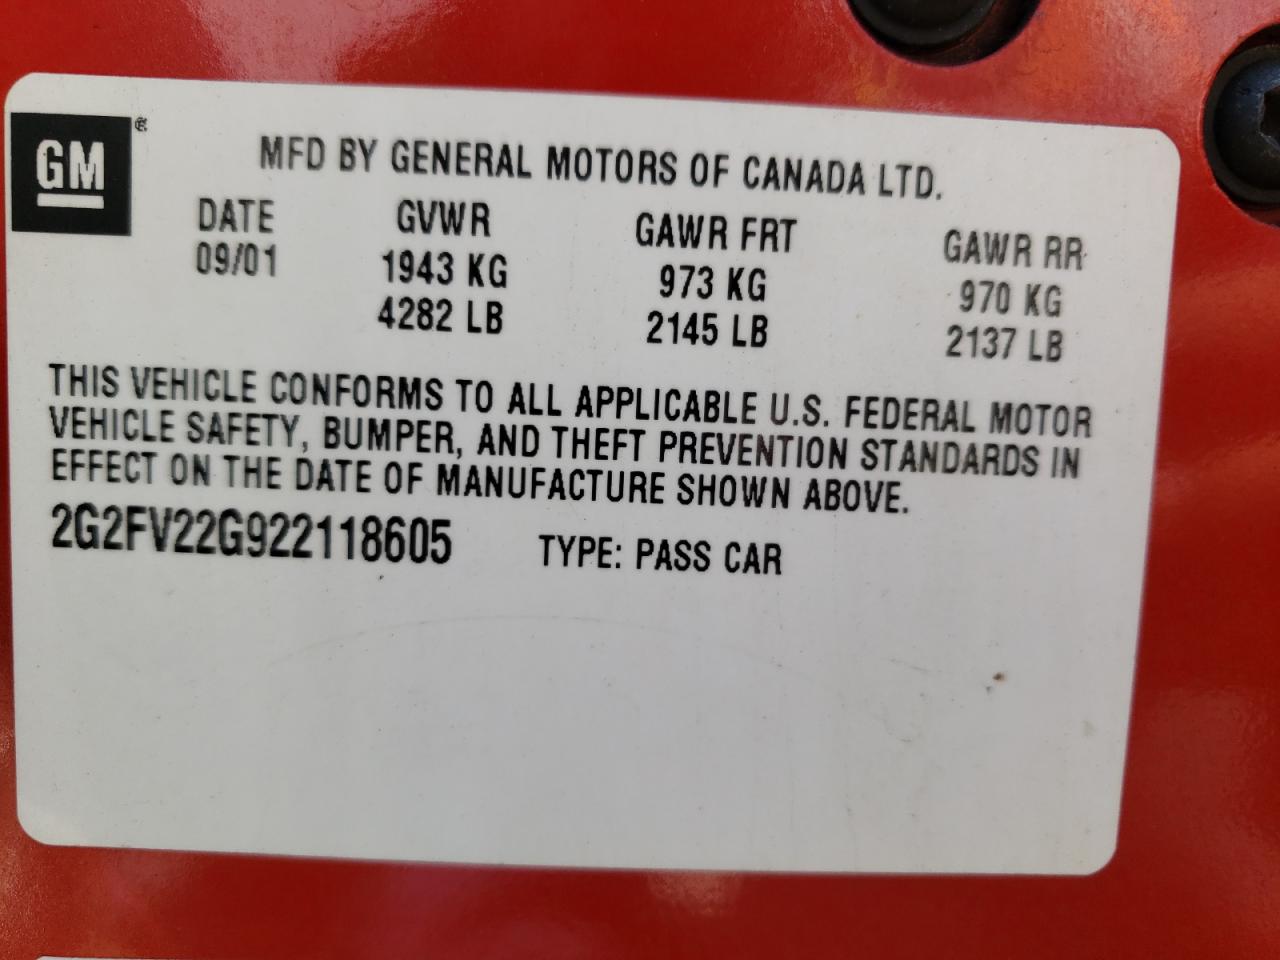 GM ®
MFD BY GENERAL MOTORS OF CANADA LTD.
DATE GVWR GAWR FRT GAWR RR
09/01 1943 KG 973 KG 970 KG
4282 LB 2145 LB 2137 LB
THIS VEHICLE CONFORMS TO ALL APPLICABLE U.S. FEDERAL MOTOR
VEHICLE SAFETY, BUMPER, AND THEFT PREVENTION STANDARDS IN
EFFECT ON THE DATE OF MANUFACTURE SHOWN ABOVE.
2G2FV22G922118605 TYPE: PASS CAR